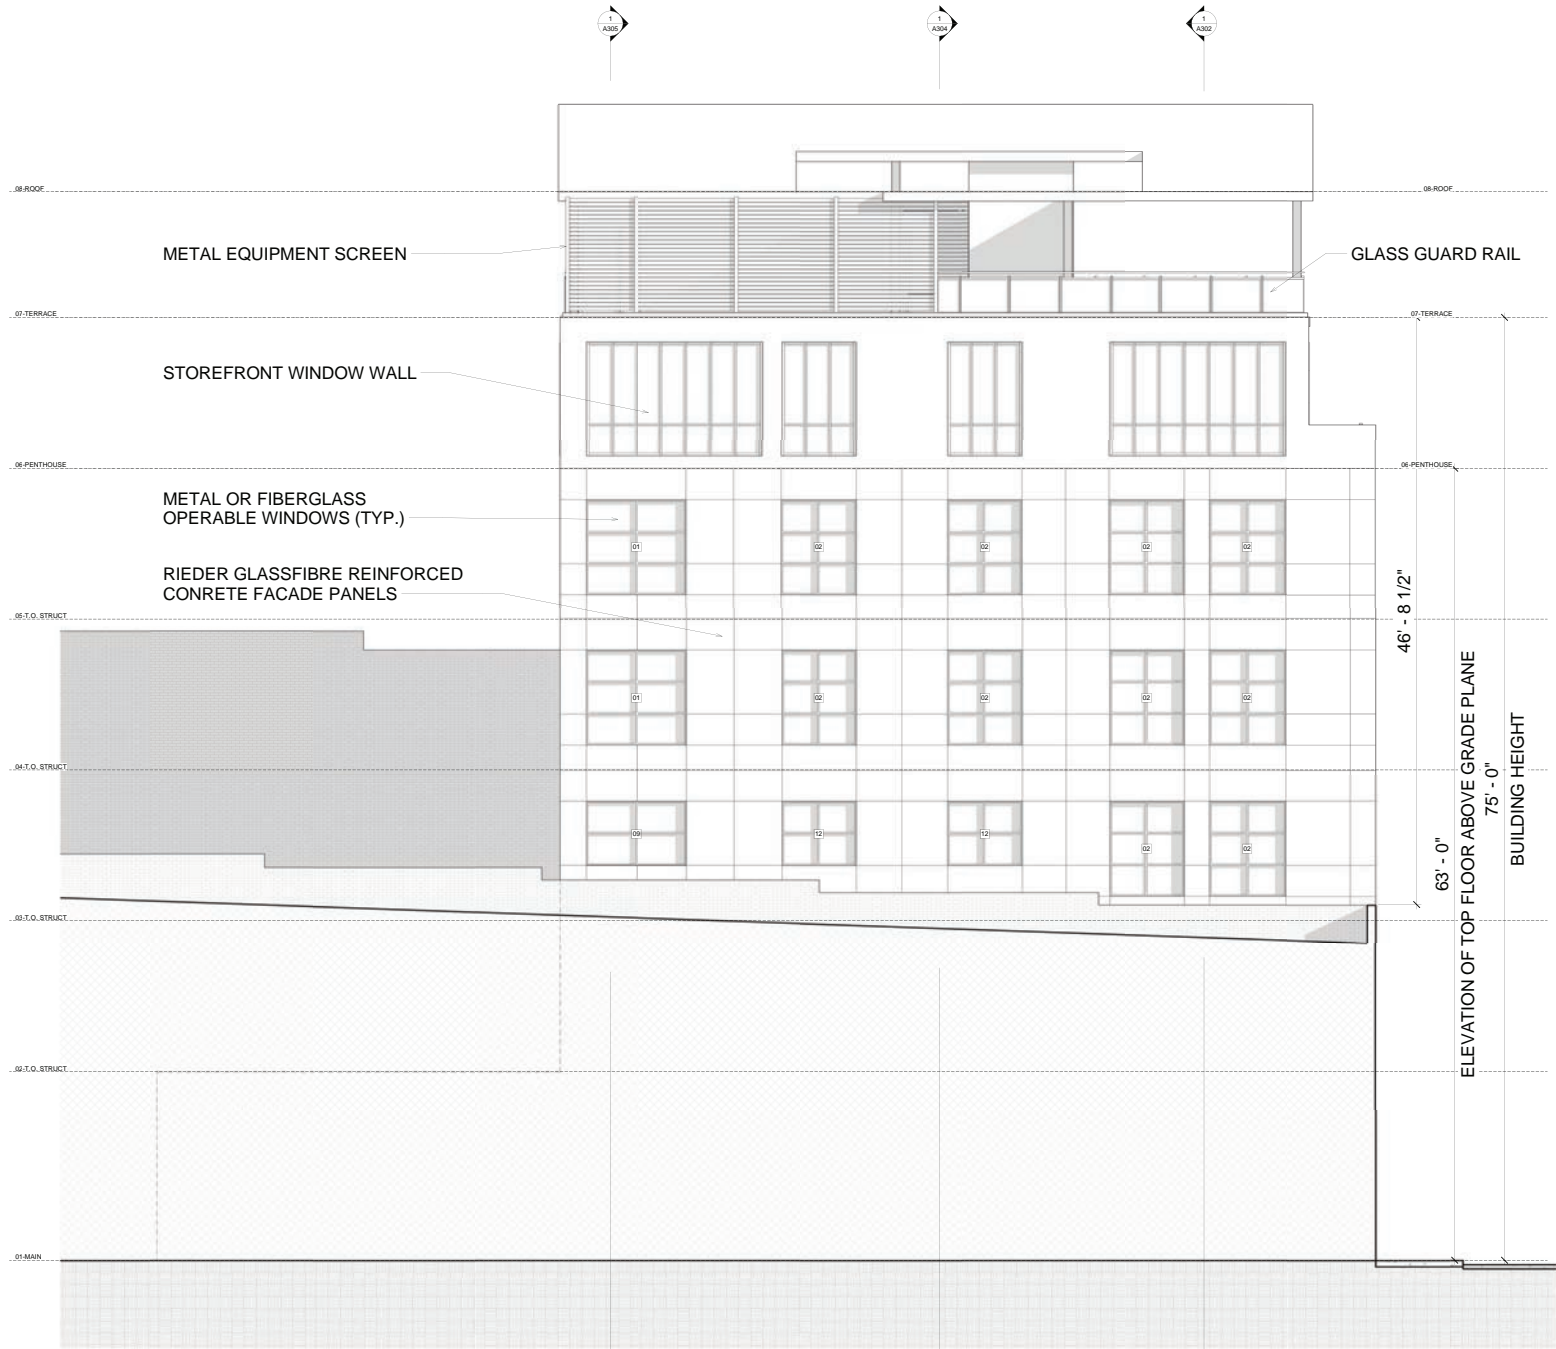 1
A305
1
A304
1
A302
08-ROOF
08-ROOF
METAL EQUIPMENT SCREEN
GLASS GUARD RAIL
07-TERRACE
07-TERRACE
STOREFRONT WINDOW WALL
06-PENTHOUSE
06-PENTHOUSE
METAL OR FIBERGLASS
OPERABLE WINDOWS (TYP.)
01
02
02
02
02
RIEDER GLASSFIBRE REINFORCED
CONRETE FACADE PANELS
05-T.O. STRUCT
46' - 8 1/2"
01
02
02
02
02
04-T.O. STRUCT
09
12
12
02
02
63' - 0"
ELEVATION OF TOP FLOOR ABOVE GRADE PLANE
75' - 0"
BUILDING HEIGHT
03-T.O. STRUCT
02-T.O. STRUCT
01-MAIN